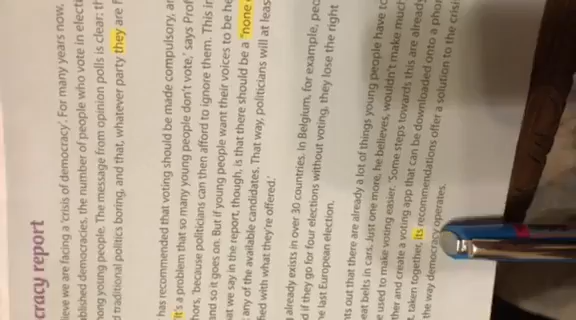 cracy report
ieve we are facing a 'crisis of democracy'. For many years now,
ablished democracies, the number of people who vote in electi
nong young people. The message from opinion polls is clear; th
d traditional politics boring, and that, whatever party they are f
has recommended that voting should be made compulsory, ar
It's a problem that so many young people don't vote,' says Prof
hors, 'because politicians can then afford to ignore them. This in
and so it goes on. But if young people want their voices to be he
at we say in the report, though, is that there should be a "none
any of the available candidates. That way, politicians will at leas
fied with what they're offered.'
already exists in over 30 countries. In Belgium, for example, peo
d if they go for four elections without voting, they lose the right
he last European election.
nts out that there are already a lot of things young people have to
eat belts in cars. Just one more, he believes, wouldn't make much
e used to make voting easier. 'Some steps towards this are already
ther and create a voting app that can be downloaded onto a phon
t, taken together, its recommendations offer a solution to the crisi
the way democracy operates.